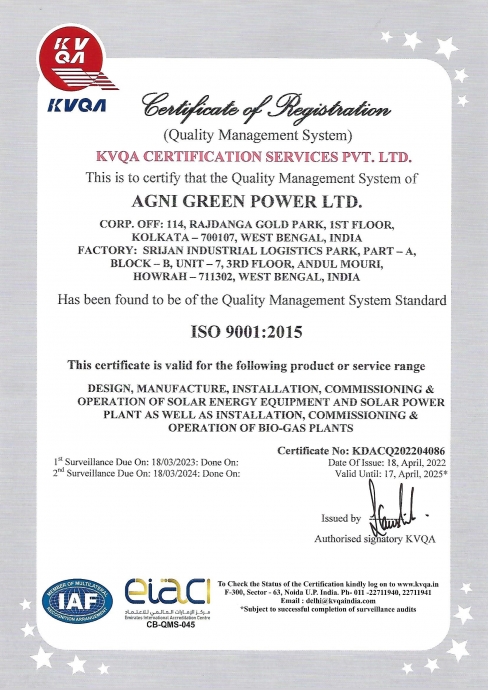 KV
QA
KVQA
Certificate of Registration
(Quality Management System)
KVQA CERTIFICATION SERVICES PVT. LTD.
This is to certify that the Quality Management System of
AGNI GREEN POWER LTD.
CORP. OFF: 114, RAJDANGA GOLD PARK, 1ST FLOOR,
KOLKATA – 700107, WEST BENGAL, INDIA
FACTORY: SRIJAN INDUSTRIAL LOGISTICS PARK, PART – A,
BLOCK – B, UNIT – 7, 3RD FLOOR, ANDUL MOURI,
HOWRAH – 711302, WEST BENGAL, INDIA
Has been found to be of the Quality Management System Standard
ISO 9001:2015
This certificate is valid for the following product or service range
DESIGN, MANUFACTURE, INSTALLATION, COMMISSIONING &
OPERATION OF SOLAR ENERGY EQUIPMENT AND SOLAR POWER
PLANT AS WELL AS INSTALLATION, COMMISSIONING &
OPERATION OF BIO-GAS PLANTS
Certificate No: KDACQ202204086
1st Surveillance Due On: 18/03/2023: Done On: Date Of Issue: 18, April, 2022
2nd Surveillance Due On: 18/03/2024: Done On: Valid Until: 17, April, 2025*
Issued by
Authorised signatory KVQA
MEMBER OF MULTILATERAL
IAF
RECOGNITION ARRANGEMENT
eiaci
مركز الإمارات العالمي للاعتماد
Emirates International Accreditation Centre
CB-QMS-045
To Check the Status of the Certification kindly log on to www.kvqa.in
F-300, Sector - 63, Noida U.P. India. Ph- 011 -22711940, 22711941
Email : delhi@kvqaindia.com
*Subject to successful completion of surveillance audits